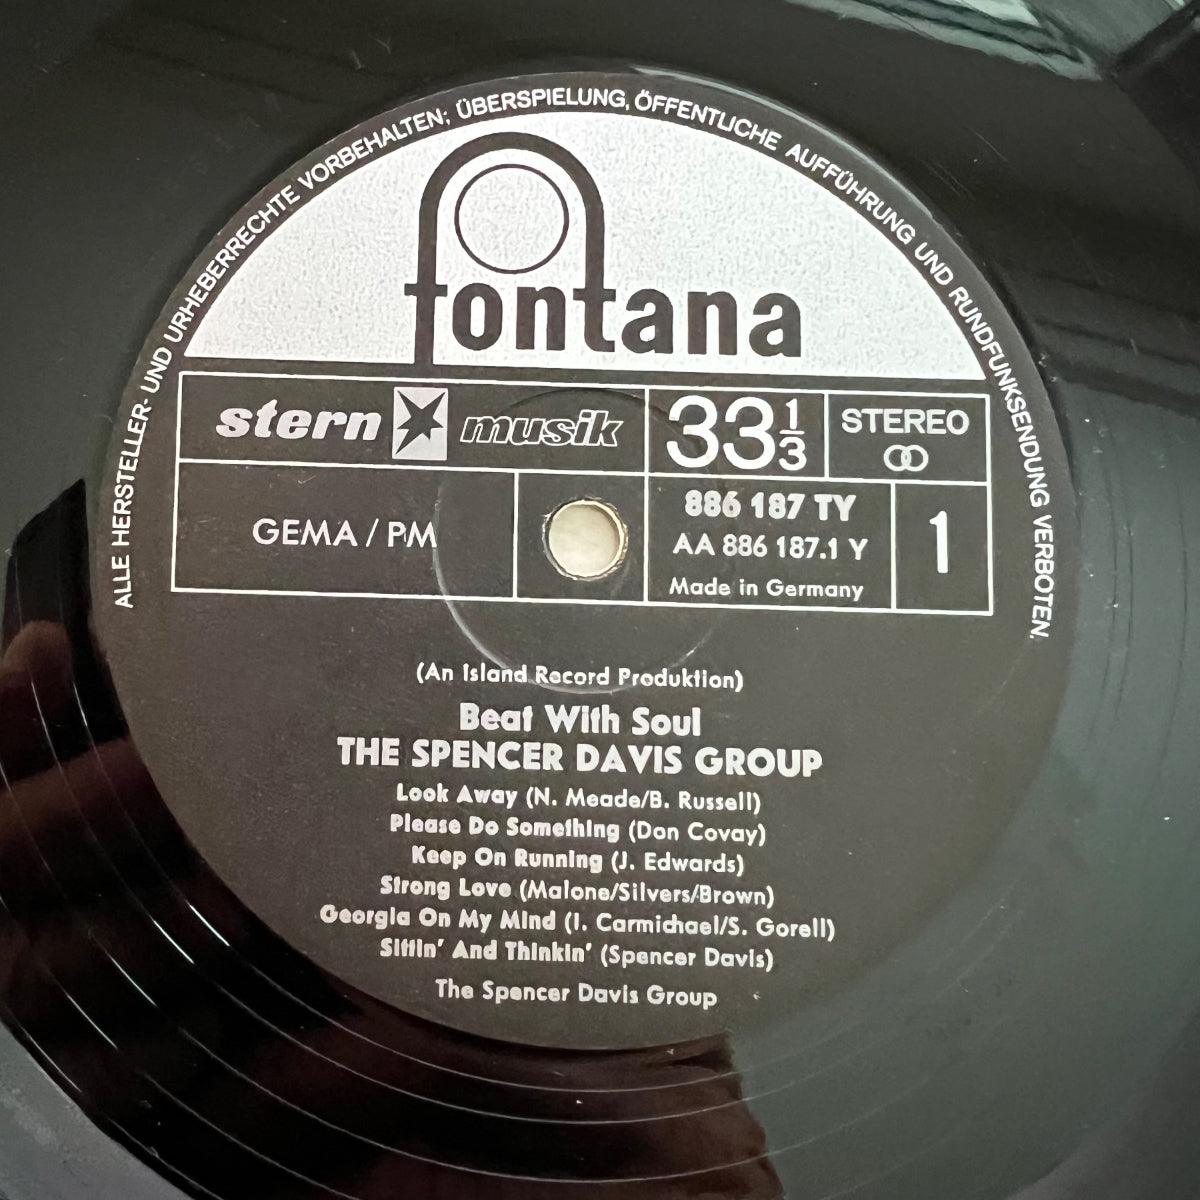 ALLE HERSTELLER- UND URHEBERRECHTE VORBEHALTEN; ÜBERSPIELUNG, ÖFFENTLICHE AUFFÜHRUNG UND RUNDFUNKSENDUNG VERBOTEN.
fontana
stern musik
33 1/3
STEREO
GEMA / PM
886 187 TY
AA 886 187.1 Y
Made in Germany
1
(An Island Record Produktion)
Beat With Soul
THE SPENCER DAVIS GROUP
Look Away (N. Meade/B. Russell)
Please Do Something (Don Covay)
Keep On Running (J. Edwards)
Strong Love (Malone/Silvers/Brown)
Georgia On My Mind (I. Carmichael/S. Gorell)
Sittin' And Thinkin' (Spencer Davis)
The Spencer Davis Group